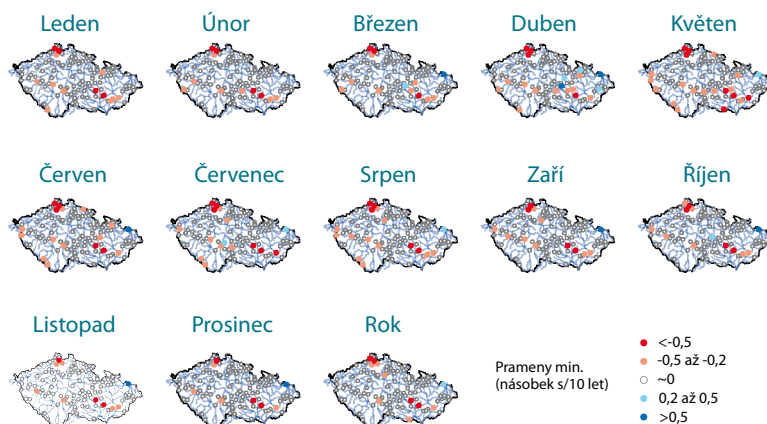 Leden
Únor
Březen
Duben
Květen
Červen
Červenec
Srpen
Zaří
Říjen
Listopad
Prosinec
Rok
Prameny min.
(násobek s/10 let)
<-0,5
-0,5 až -0,2
~0
0,2 až 0,5
>0,5